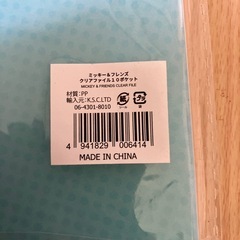 ミッキー&フレンズ
クリアファイル10ポケット
MICKEY & FRIENDS CLEAR FILE
材質:PP
輸入元:K.S.C.LTD
06-4301-8010
4 941829 006414
MADE IN CHINA